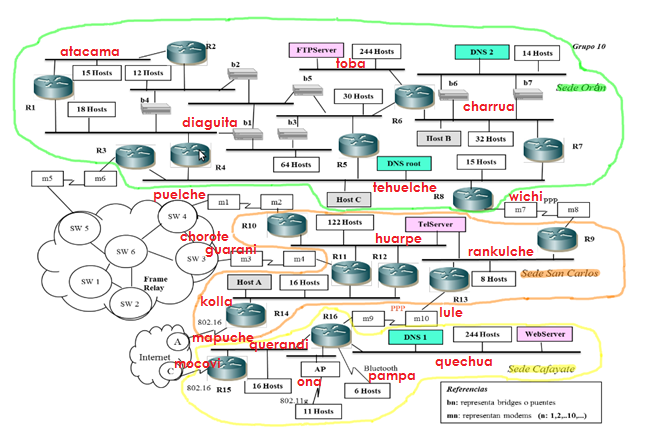 Grupo 10
FTPServer
244 Hosts
DNS 2
14 Hosts
atacama
R2
toba
15 Hosts
12 Hosts
b2
b5
b6
b7
Sede Orán
R1
18 Hosts
b4
30 Hosts
R6
charrua
diaguita
b1
b3
Host B
32 Hosts
R3
R4
64 Hosts
R5
DNS root
15 Hosts
R7
m5
m6
puelche
Host C
tehuelche
R8
wichi
PPP
m1
m2
m7
m8
SW 4
SW 5
R10
122 Hosts
TelServer
chorote
guarani
huarpe
R9
SW 6
SW 3
m3
m4
R11
R12
rankulche
SW 1
Frame
Relay
SW 2
Host A
16 Hosts
R13
8 Hosts
Sede San Carlos
kolla
R14
PPP
lule
802.16
R16
m9
m10
mapuche
A
Internet
C
querandi
DNS 1
244 Hosts
WebServer
mocavi
quechua
Sede Cafayate
R15
802.16
16 Hosts
AP
ona
Bluetooth
pampa
6 Hosts
802.11g
11 Hosts
Referencias
bn: representa bridges o puentes
mn: representan modems (n: 1,2,..10,...)